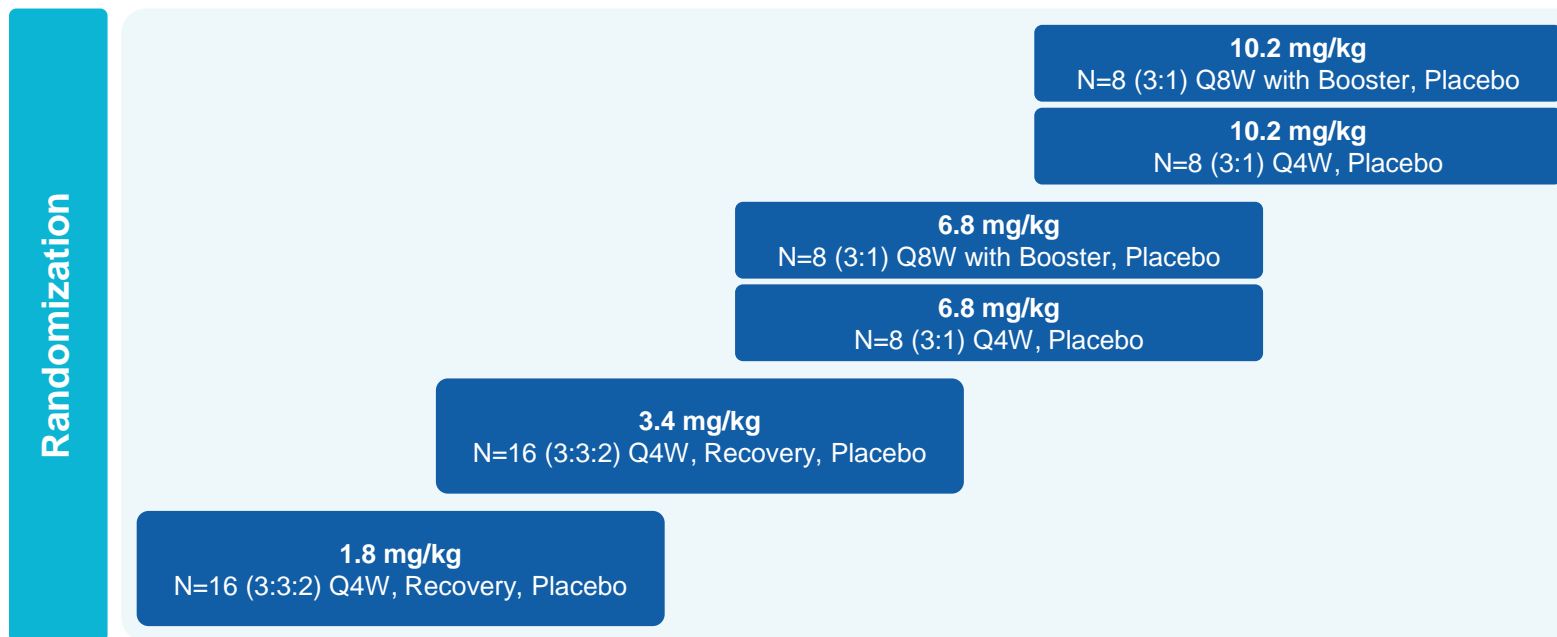 Randomization
10.2 mg/kg
N=8 (3:1) Q8W with Booster, Placebo
10.2 mg/kg
N=8 (3:1) Q4W, Placebo
6.8 mg/kg
N=8 (3:1) Q8W with Booster, Placebo
6.8 mg/kg
N=8 (3:1) Q4W, Placebo
3.4 mg/kg
N=16 (3:3:2) Q4W, Recovery, Placebo
1.8 mg/kg
N=16 (3:3:2) Q4W, Recovery, Placebo